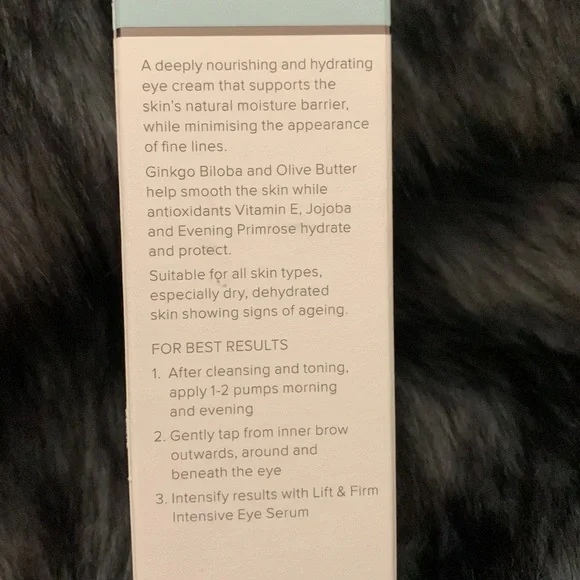 A deeply nourishing and hydrating
eye cream that supports the
skin's natural moisture barrier,
while minimising the appearance
of fine lines.
Ginkgo Biloba and Olive Butter
help smooth the skin while
antioxidants Vitamin E, Jojoba
and Evening Primrose hydrate
and protect.
Suitable for all skin types,
especially dry, dehydrated
skin showing signs of ageing.
FOR BEST RESULTS
1. After cleansing and toning,
apply 1-2 pumps morning
and evening
2. Gently tap from inner brow
outwards, around and
beneath the eye
3. Intensify results with Lift & Firm
Intensive Eye Serum